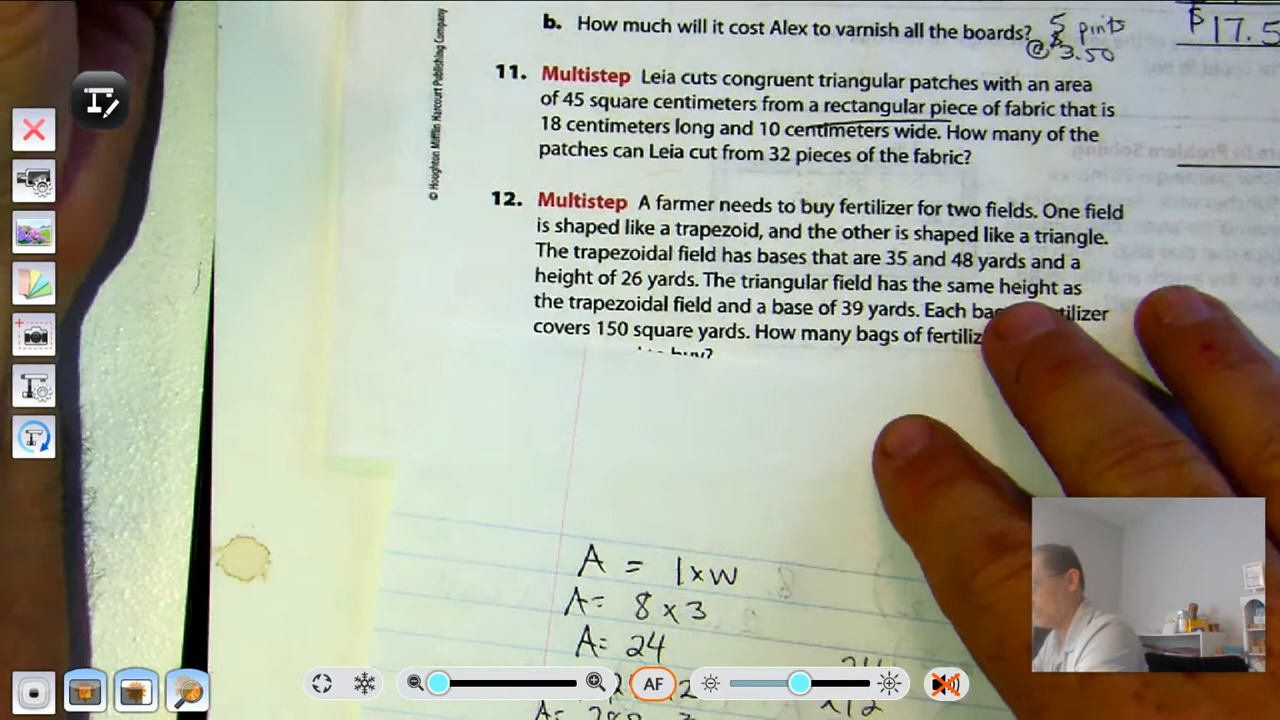 b. How much will it cost Alex to varnish all the boards? 5 pints
@ $3.50
$17.5
11. Multistep Leia cuts congruent triangular patches with an area
of 45 square centimeters from a rectangular piece of fabric that is
18 centimeters long and 10 centimeters wide. How many of the
patches can Leia cut from 32 pieces of the fabric?
© Houghton Mifflin Harcourt Publishing Company
12. Multistep A farmer needs to buy fertilizer for two fields. One field
is shaped like a trapezoid, and the other is shaped like a triangle.
The trapezoidal field has bases that are 35 and 48 yards and a
height of 26 yards. The triangular field has the same height as
the trapezoidal field and a base of 39 yards. Each
covers 150 square yards. How many bags of
buy?
A = l x w
A = 8 x 3
A = 24
AF